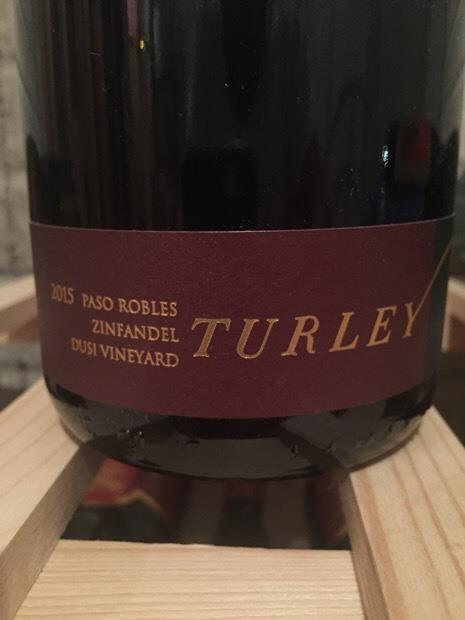 2015 PASO ROBLES
ZINFANDEL
DUSI VINEYARD
TURLEY